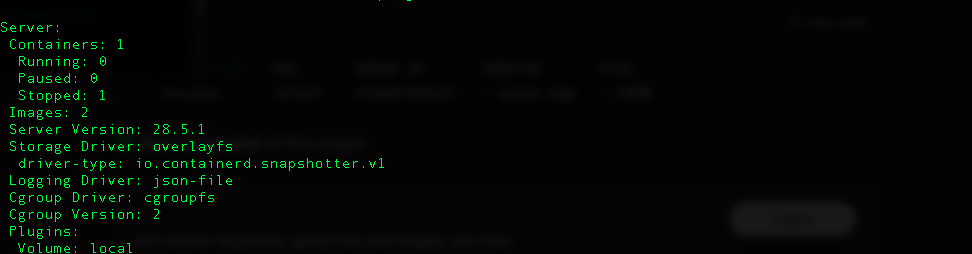 Server:
Containers: 1
Running: 0
Paused: 0
Stopped: 1
Images: 2
Server Version: 28.5.1
Storage Driver: overlayfs
driver-type: io.containerd.snapshotter.v1
Logging Driver: json-file
Cgroup Driver: cgroupfs
Cgroup Version: 2
Plugins:
Volume: local